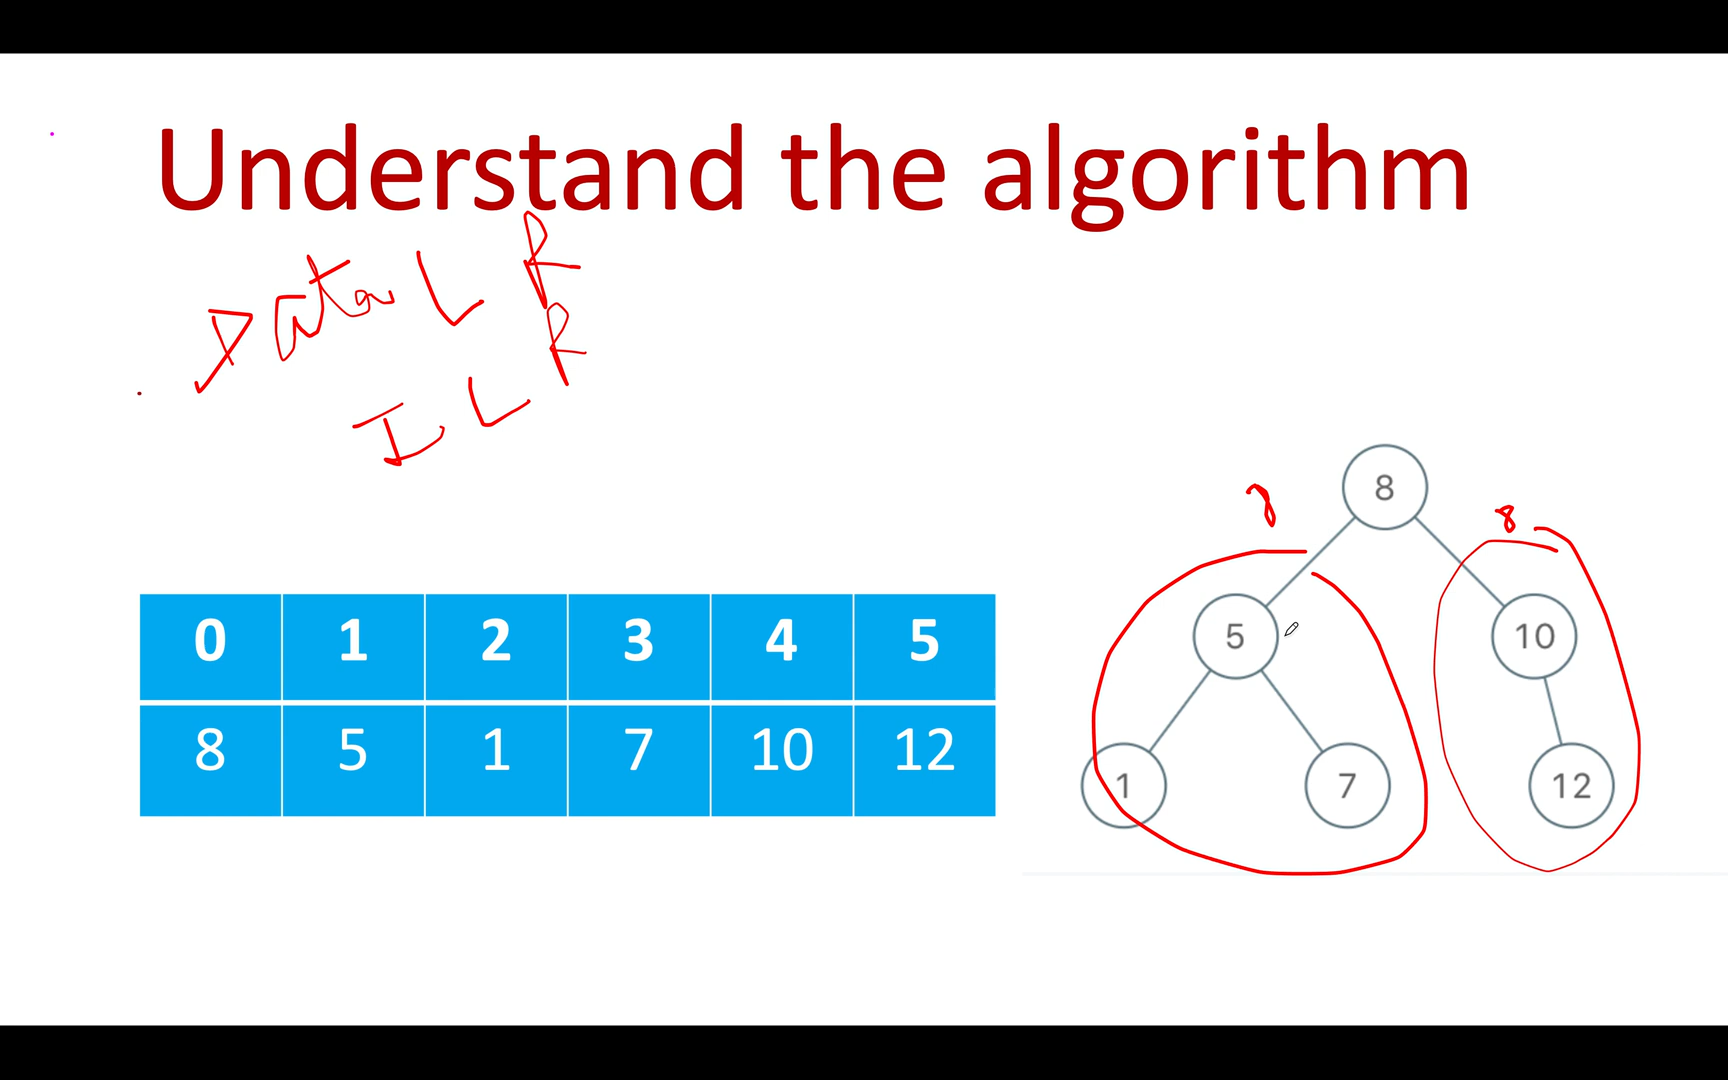 Understand the algorithm
Data L R
I L R
0 1 2 3 4 5
8 5 1 7 10 12
8
8 8
5 10
1 7 12